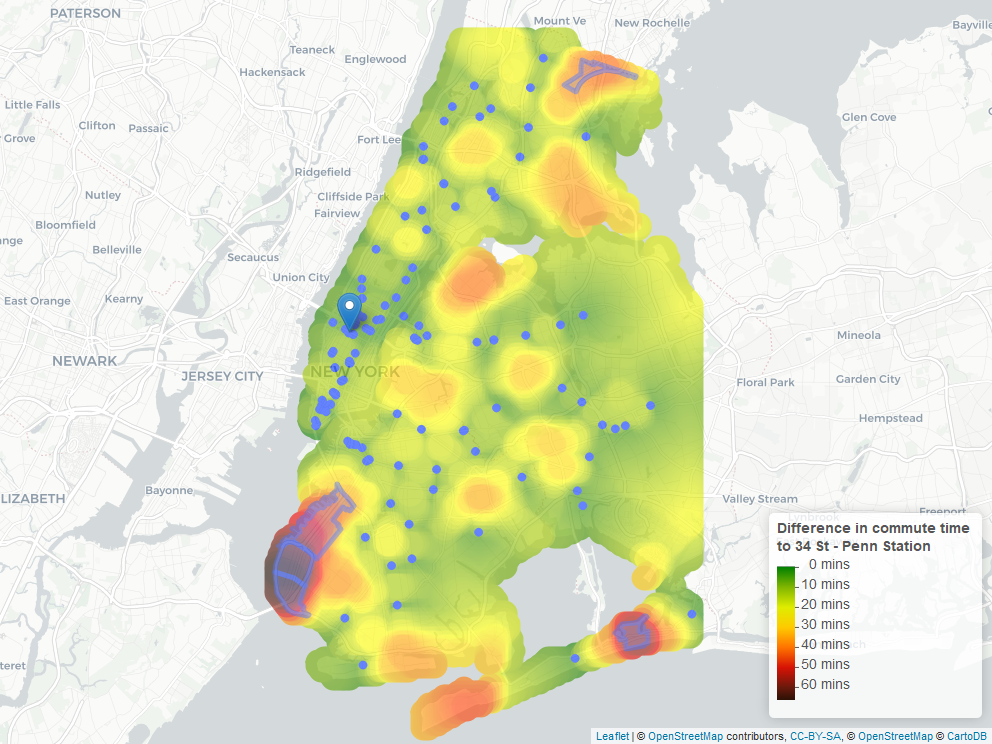 PATERSON
Mount Ve
New Rochelle
Bayville
Teaneck
Englewood
Hackensack
Little Falls
Glen Cove
Clifton
Passaic
Grove
Fort Lee
Ridgefield
Nutley
Cliffside Park
Fairview
Bloomfield
ange
Belleville
Secaucus
Union City
East Orange
Kearny
Mineola
NEWARK
JERSEY CITY
NEW YORK
Floral Park
Garden City
Hempstead
LIZABETH
Bayonne
Valley Stream
Freeport
Lynbrook
Difference in commute time
to 34 St - Penn Station
0 mins
10 mins
20 mins
30 mins
40 mins
50 mins
60 mins
teret
Leaflet | © OpenStreetMap contributors, CC-BY-SA, © OpenStreetMap © CartoDB